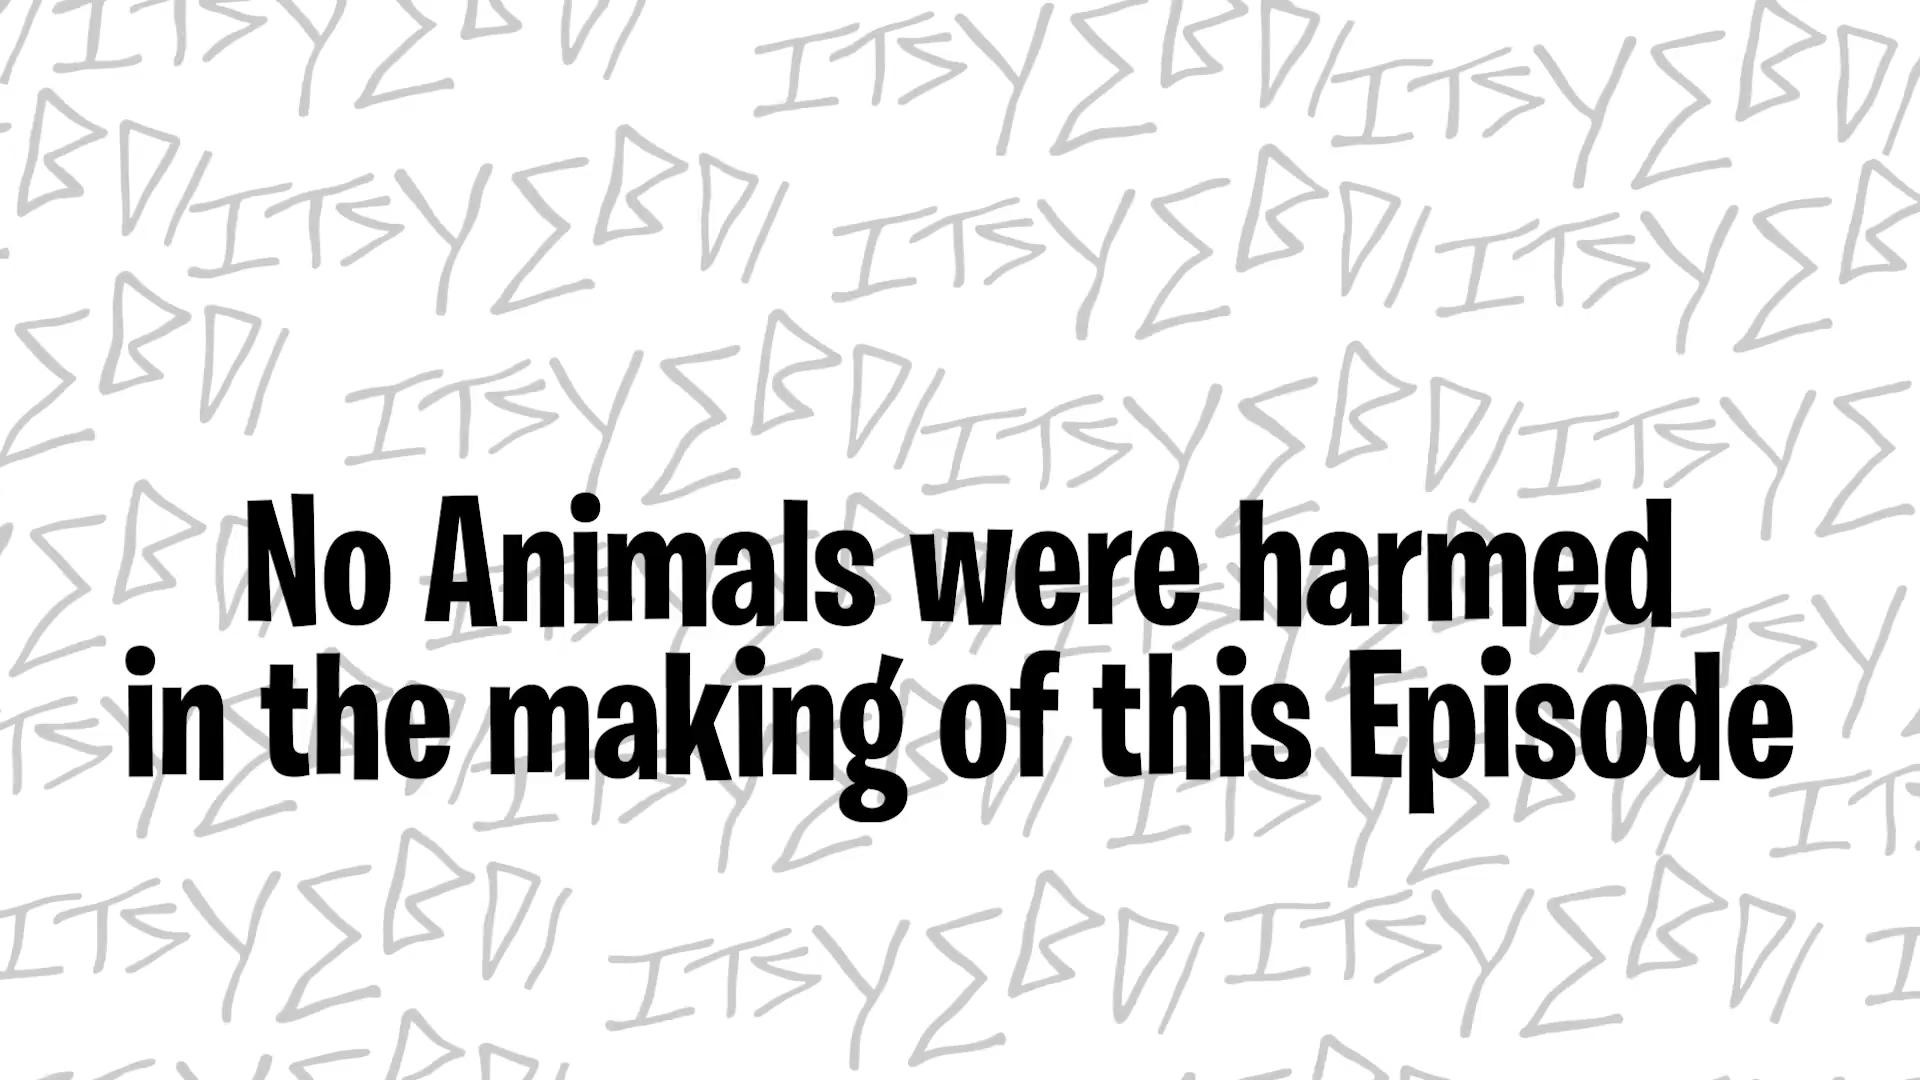 No Animals were harmed
in the making of this Episode